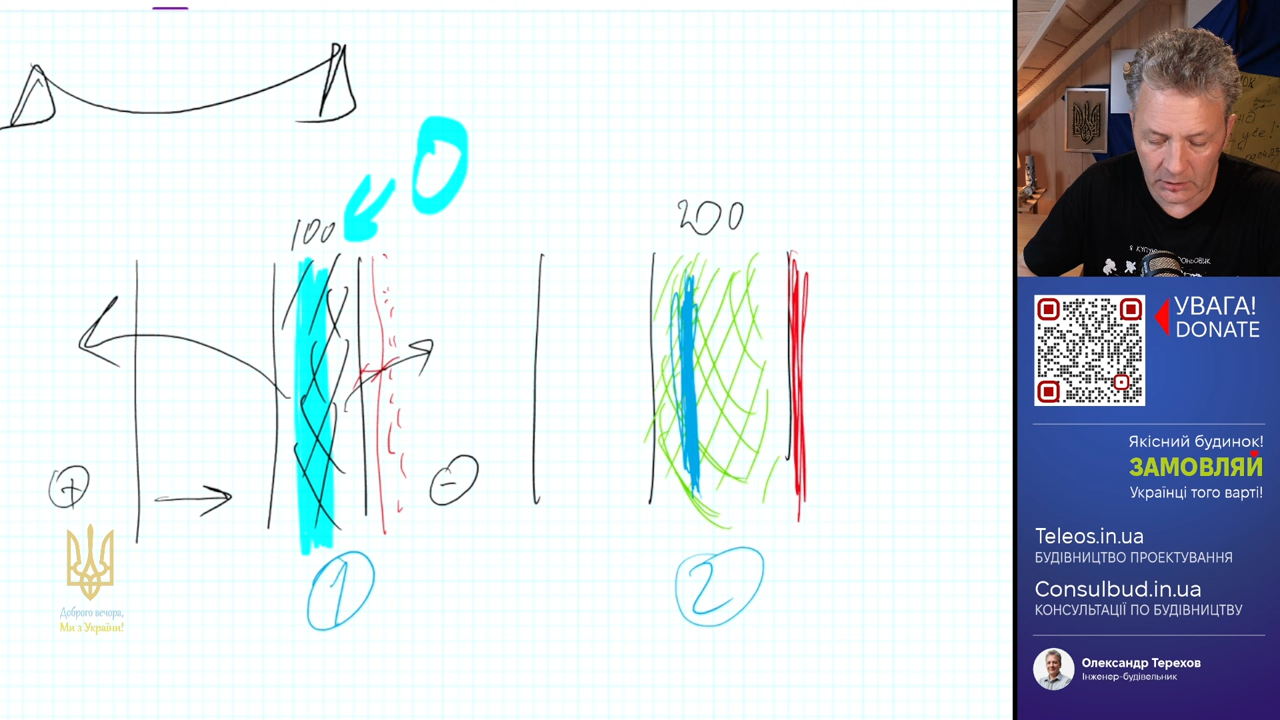 0
100
200
+
-
1
2
Доброго вечора,
Ми з України!
УВАГА!
DONATE
Якісний будинок!
ЗАМОВЛЯЙ
Українці того варті!
Teleos.in.ua
БУДІВНИЦТВО ПРОЕКТУВАННЯ
Consulbud.in.ua
КОНСУЛЬТАЦІЇ ПО БУДІВНИЦТВУ
Олександр Терехов
Інженер-будівельник